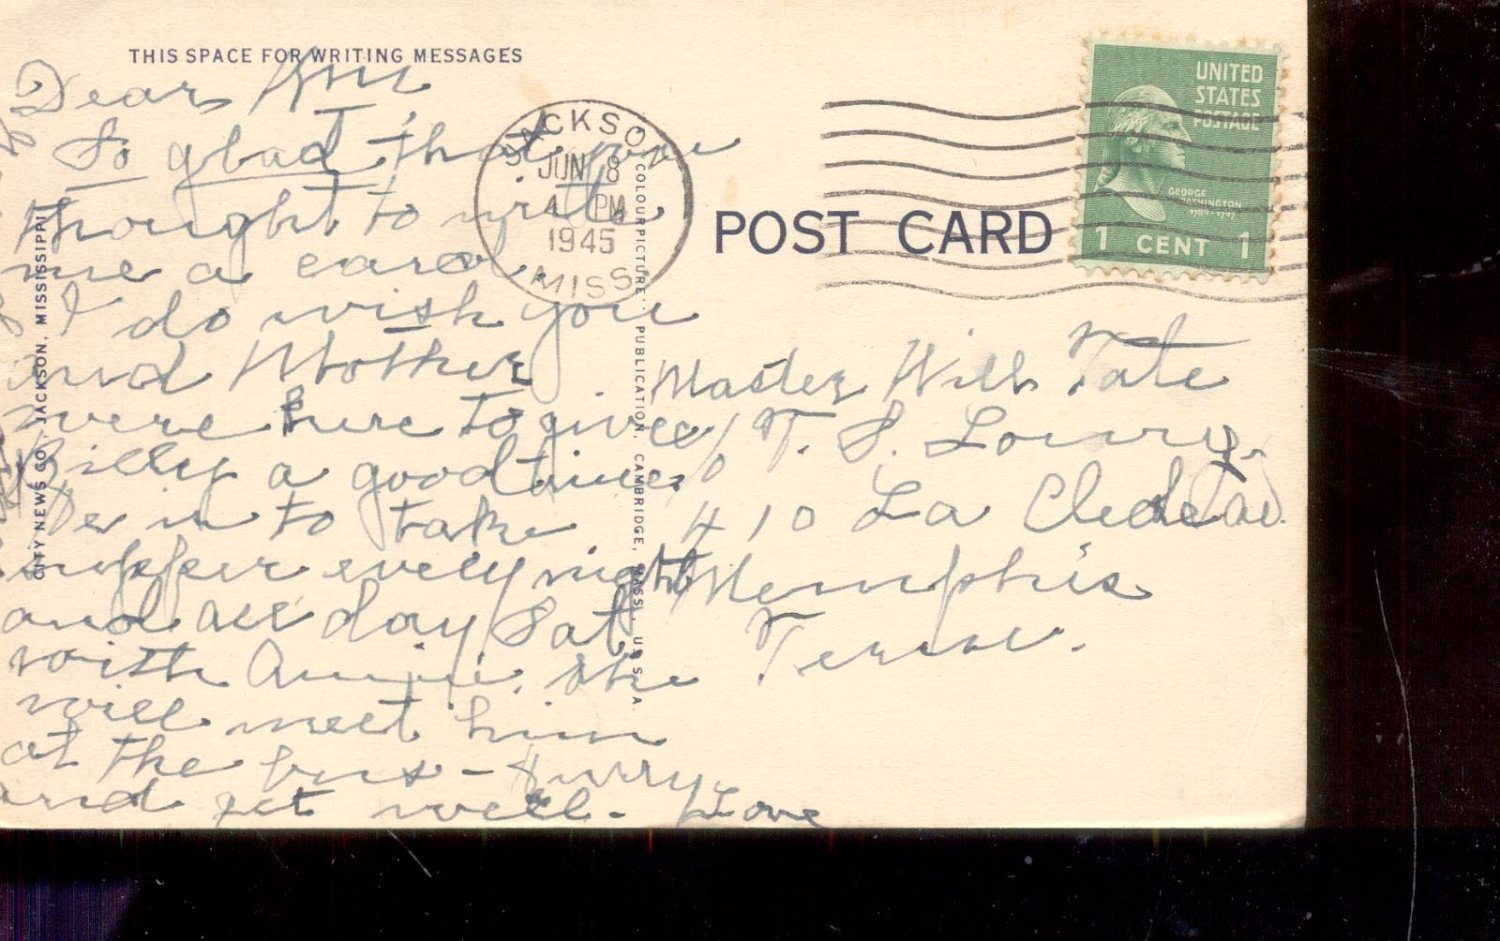 THIS SPACE FOR WRITING MESSAGES
Dear
So glad that you
thought to write
me a card
I do wish you
and Mother
were here to give
Billy a good time.
He is to take
supper every night
and all day Sat.
with Annie. She
will meet him
at the bus - Hurry
and get well. Love
CITY NEWS CO., JACKSON, MISSISSIPPI
COLOURPICTURE PUBLICATION, CAMBRIDGE, MASS., U.S.A.
JACKSON
JUN 8
4 PM
1945
MISS.
POST CARD
UNITED
STATES
POSTAGE
GEORGE
WASHINGTON
1789-1797
1 CENT 1
Master Will Tate
c/o T. S. Lowry
410 La Clede
Memphis
Tenn.